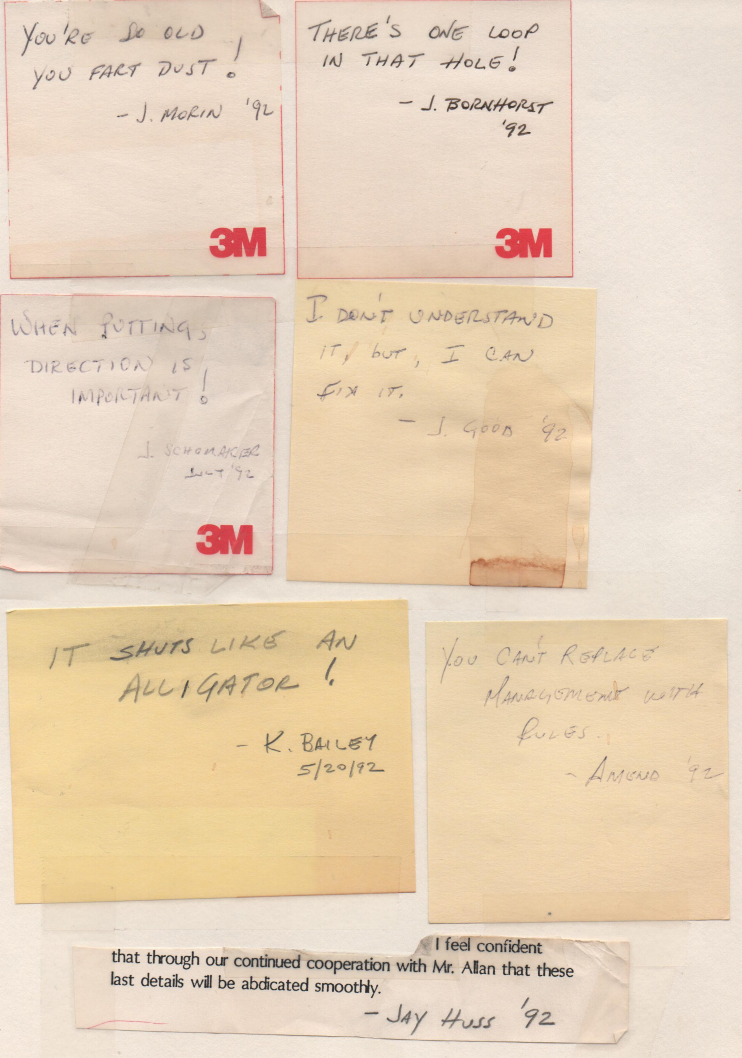 YOU'RE SO OLD
YOU FART DUST!
- J. MORIN '92
3M
THERE'S ONE LOOP
IN THAT HOLE!
- J. BORNHORST
'92
3M
WHEN PUTTING,
DIRECTION IS
IMPORTANT!
J. SCHOMAKER
OCT '92
3M
I DON'T UNDERSTAND
IT, but, I CAN
FIX IT.
- J. GOOD '92
IT SHUTS LIKE AN
ALLIGATOR!
- K. BAILEY
5/20/92
YOU CAN'T REPLACE
MANAGEMENT WITH
RULES.
- AMEND '92
I feel confident
that through our continued cooperation with Mr. Allan that these
last details will be abdicated smoothly.
- JAY HUSS '92